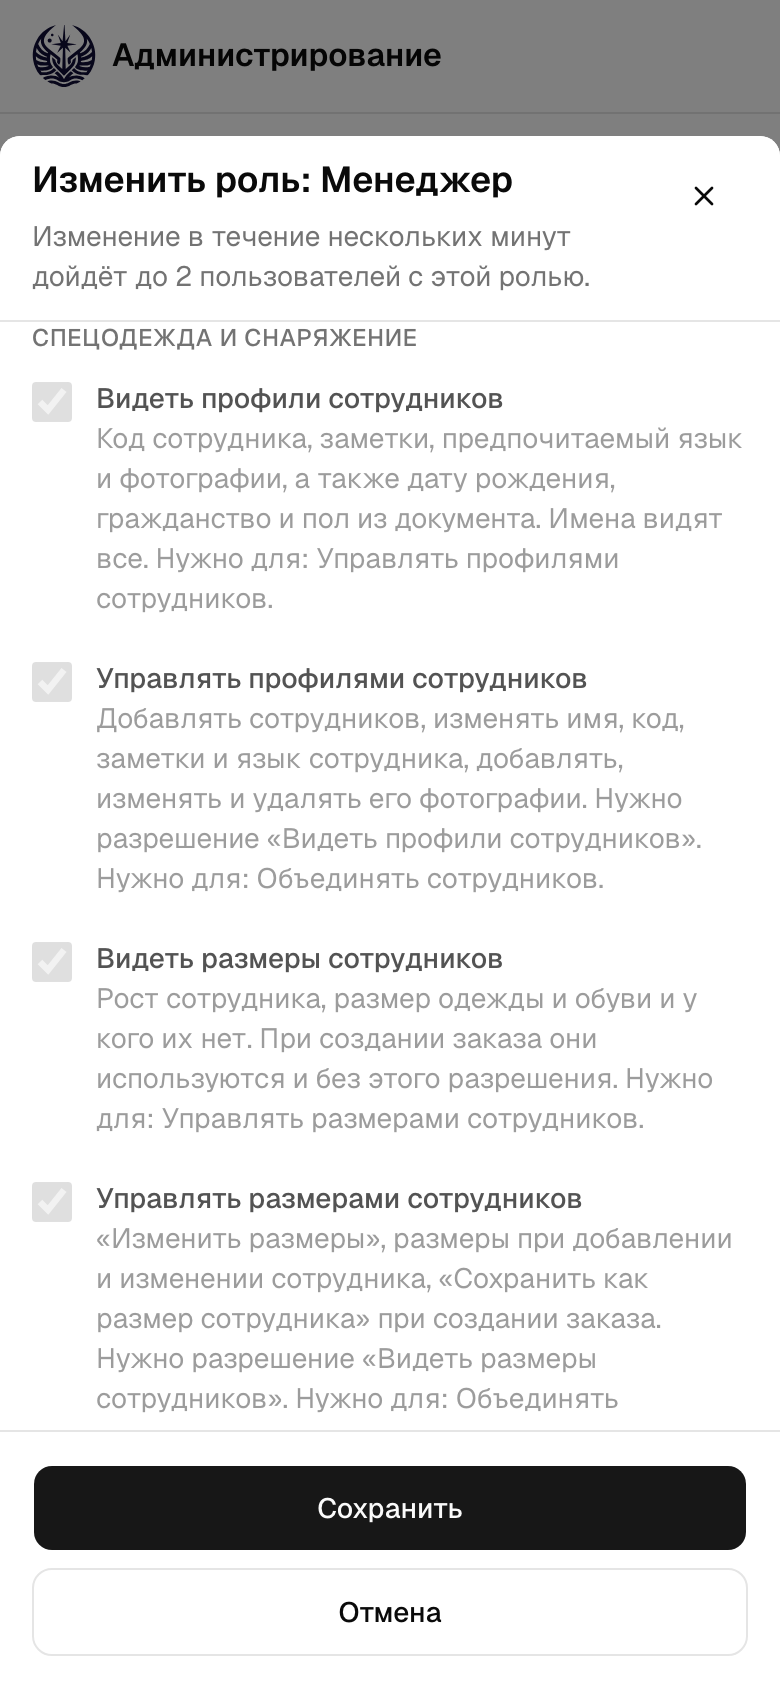 Администрирование
Изменить роль: Менеджер
Изменение в течение нескольких минут
дойдёт до 2 пользователей с этой ролью.
СПЕЦОДЕЖДА И СНАРЯЖЕНИЕ
Видеть профили сотрудников
Код сотрудника, заметки, предпочитаемый язык
и фотографии, а также дату рождения,
гражданство и пол из документа. Имена видят
все. Нужно для: Управлять профилями
сотрудников.
Управлять профилями сотрудников
Добавлять сотрудников, изменять имя, код,
заметки и язык сотрудника, добавлять,
изменять и удалять его фотографии. Нужно
разрешение «Видеть профили сотрудников».
Нужно для: Объединять сотрудников.
Видеть размеры сотрудников
Рост сотрудника, размер одежды и обуви и у
кого их нет. При создании заказа они
используются и без этого разрешения. Нужно
для: Управлять размерами сотрудников.
Управлять размерами сотрудников
«Изменить размеры», размеры при добавлении
и изменении сотрудника, «Сохранить как
размер сотрудника» при создании заказа.
Нужно разрешение «Видеть размеры
сотрудников». Нужно для: Объединять
Сохранить
Отмена